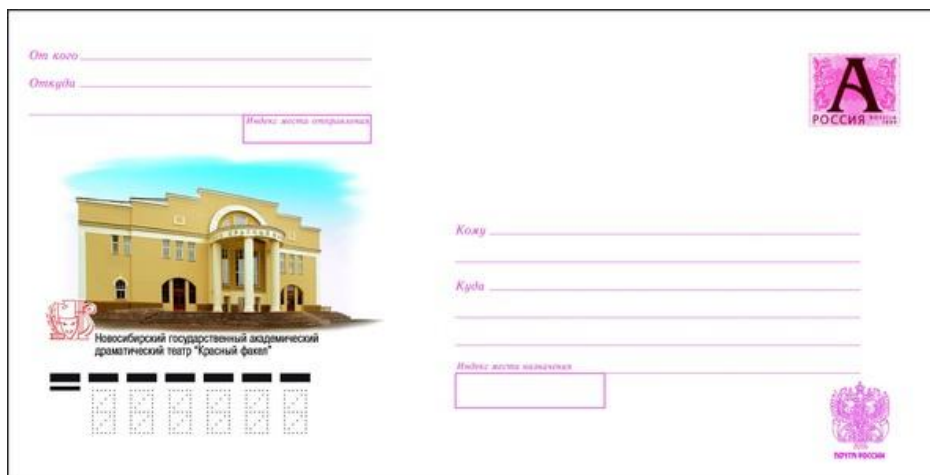 От кого
Откуда
Индекс места отправления
А
РОССИЯ
КРАСНЫЙ
Новосибирский государственный академический
драматический театр "Красный факел"
Кому
Куда
Индекс места назначения
ПОЧТА РОССИИ